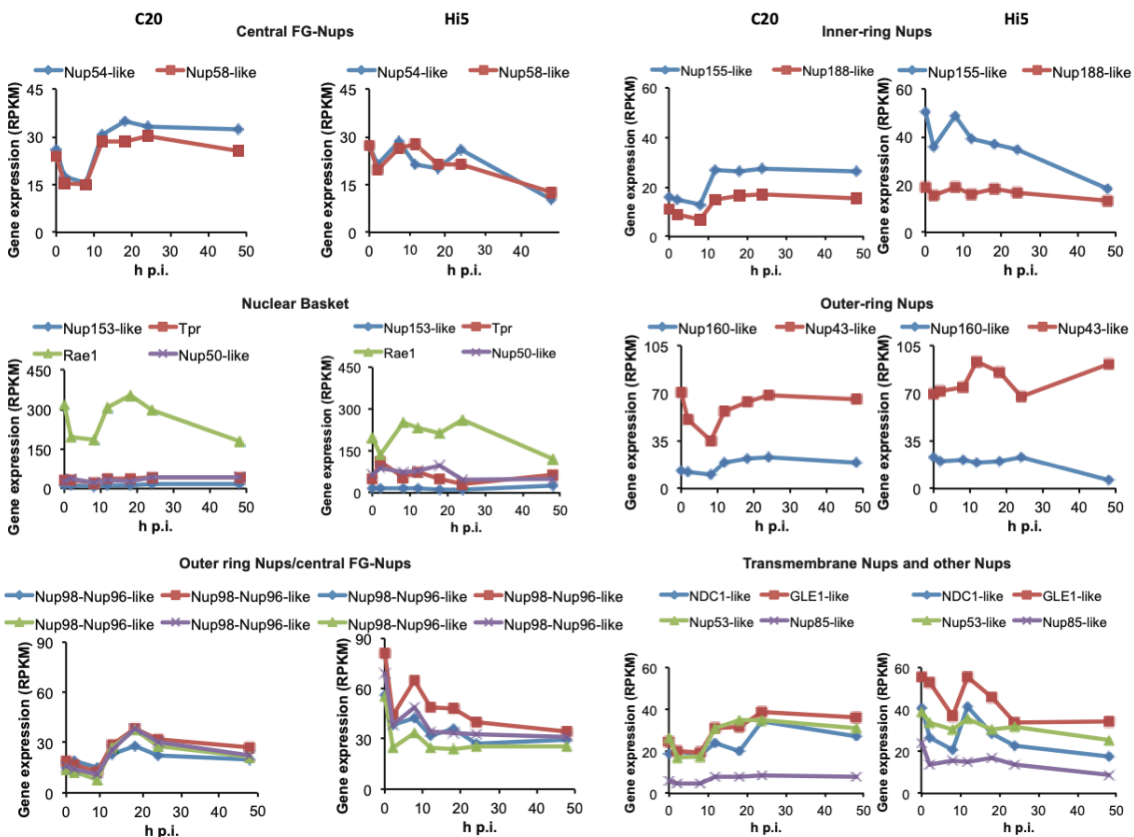 C20 Hi5 C20 Hi5
Central FG-Nups Inner-ring Nups
Nup54-like Nup58-like Nup54-like Nup58-like Nup155-like Nup188-like Nup155-like Nup188-like
Gene expression (RPKM) Gene expression (RPKM) Gene expression (RPKM) Gene expression (RPKM)
45 45 60 60
30 30 40 40
15 15 20 20
0 0 0 0
0 10 20 30 40 50 0 10 20 30 40 0 10 20 30 40 50 0 10 20 30 40 50
h p.i. h p.i. h p.i. h p.i.
Nuclear Basket Outer-ring Nups
Nup153-like Tpr Nup153-like Tpr Nup160-like Nup43-like Nup160-like Nup43-like
Rae1 Nup50-like Rae1 Nup50-like
Gene expression (RPKM) Gene expression (RPKM) Gene expression (RPKM) Gene expression (RPKM)
450 450 105 105
300 300 70 70
150 150 35 35
0 0 0 0
0 10 20 30 40 50 0 10 20 30 40 50 0 10 20 30 40 50 0 10 20 30 40 50
h p.i. h p.i. h p.i. h p.i.
Outer ring Nups/central FG-Nups Transmembrane Nups and other Nups
Nup98-Nup96-like Nup98-Nup96-like Nup98-Nup96-like Nup98-Nup96-like NDC1-like GLE1-like NDC1-like GLE1-like
Nup98-Nup96-like Nup98-Nup96-like Nup98-Nup96-like Nup98-Nup96-like Nup53-like Nup85-like Nup53-like Nup85-like
Gene expression (RPKM) Gene expression (RPKM) Gene expression (RPKM) Gene expression (RPKM)
90 90 60 60
60 60 40 40
30 30 20 20
0 0 0 0
0 10 20 30 40 50 0 10 20 30 40 50 0 10 20 30 40 50 0 10 20 30 40 50
h p.i. h p.i. h p.i. h p.i.